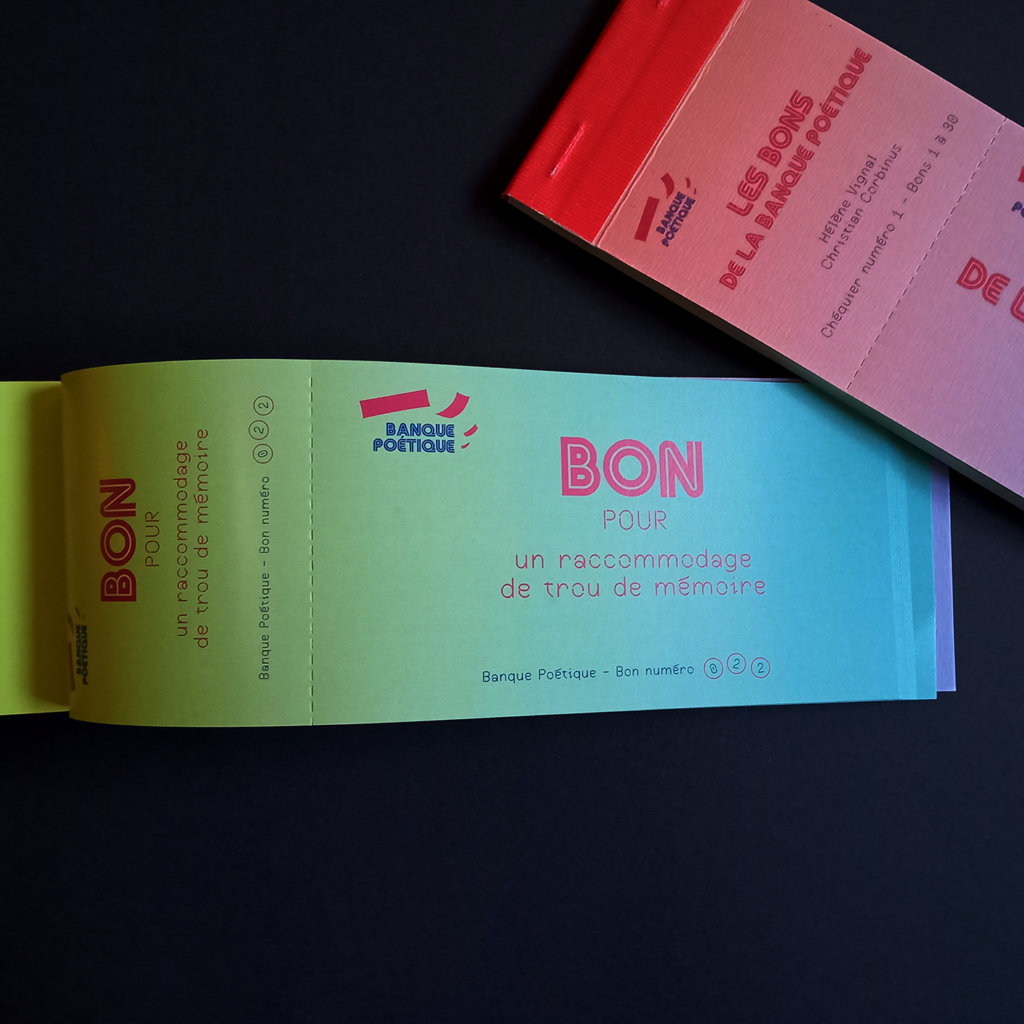 LES BONS
DE LA BANQUE POÉTIQUE
Hélène Vignal
Christian Corbinus
Chéquier numéro 1 - Bons 1 à 30
BANQUE
POÉTIQUE
DE
BON
POUR
un raccommodage
de trou de mémoire
Banque Poétique - Bon numéro 022
BANQUE
POÉTIQUE
BANQUE
POÉTIQUE
BON
POUR
un raccommodage
de trou de mémoire
Banque Poétique - Bon numéro 022